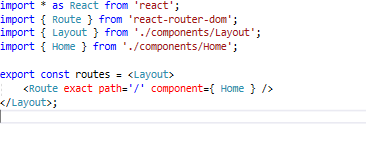 import * as React from 'react';
import { Route } from 'react-router-dom';
import { Layout } from './components/Layout';
import { Home } from './components/Home';

export const routes = <Layout>
    <Route exact path='/' component={ Home } />
</Layout>;